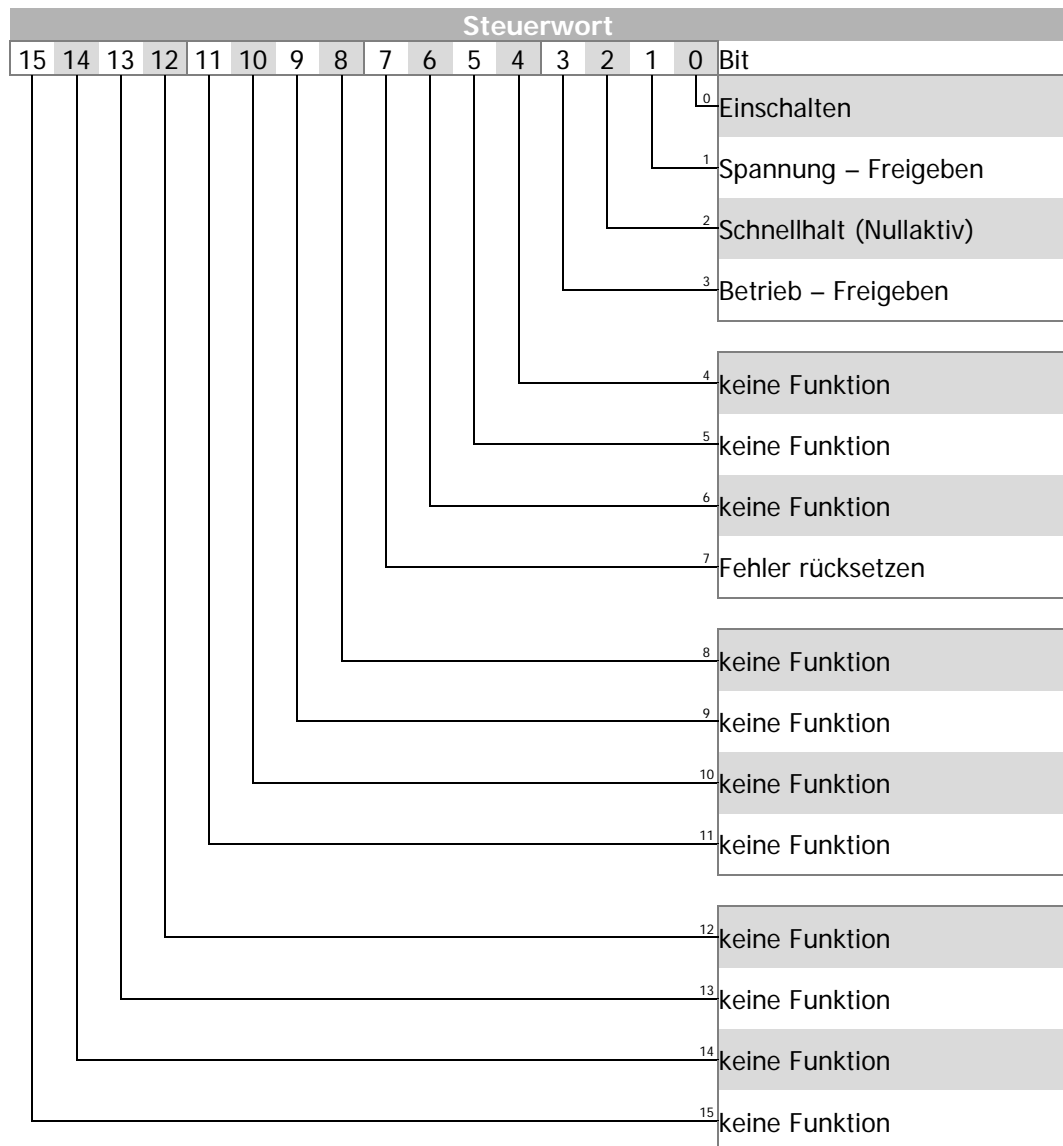 Steuerwort
15 14 13 12 11 10 9 8 7 6 5 4 3 2 1 0 Bit
0 Einschalten
1 Spannung – Freigeben
2 Schnellhalt (Nullaktiv)
3 Betrieb – Freigeben
4 keine Funktion
5 keine Funktion
6 keine Funktion
7 Fehler rücksetzen
8 keine Funktion
9 keine Funktion
10 keine Funktion
11 keine Funktion
12 keine Funktion
13 keine Funktion
14 keine Funktion
15 keine Funktion